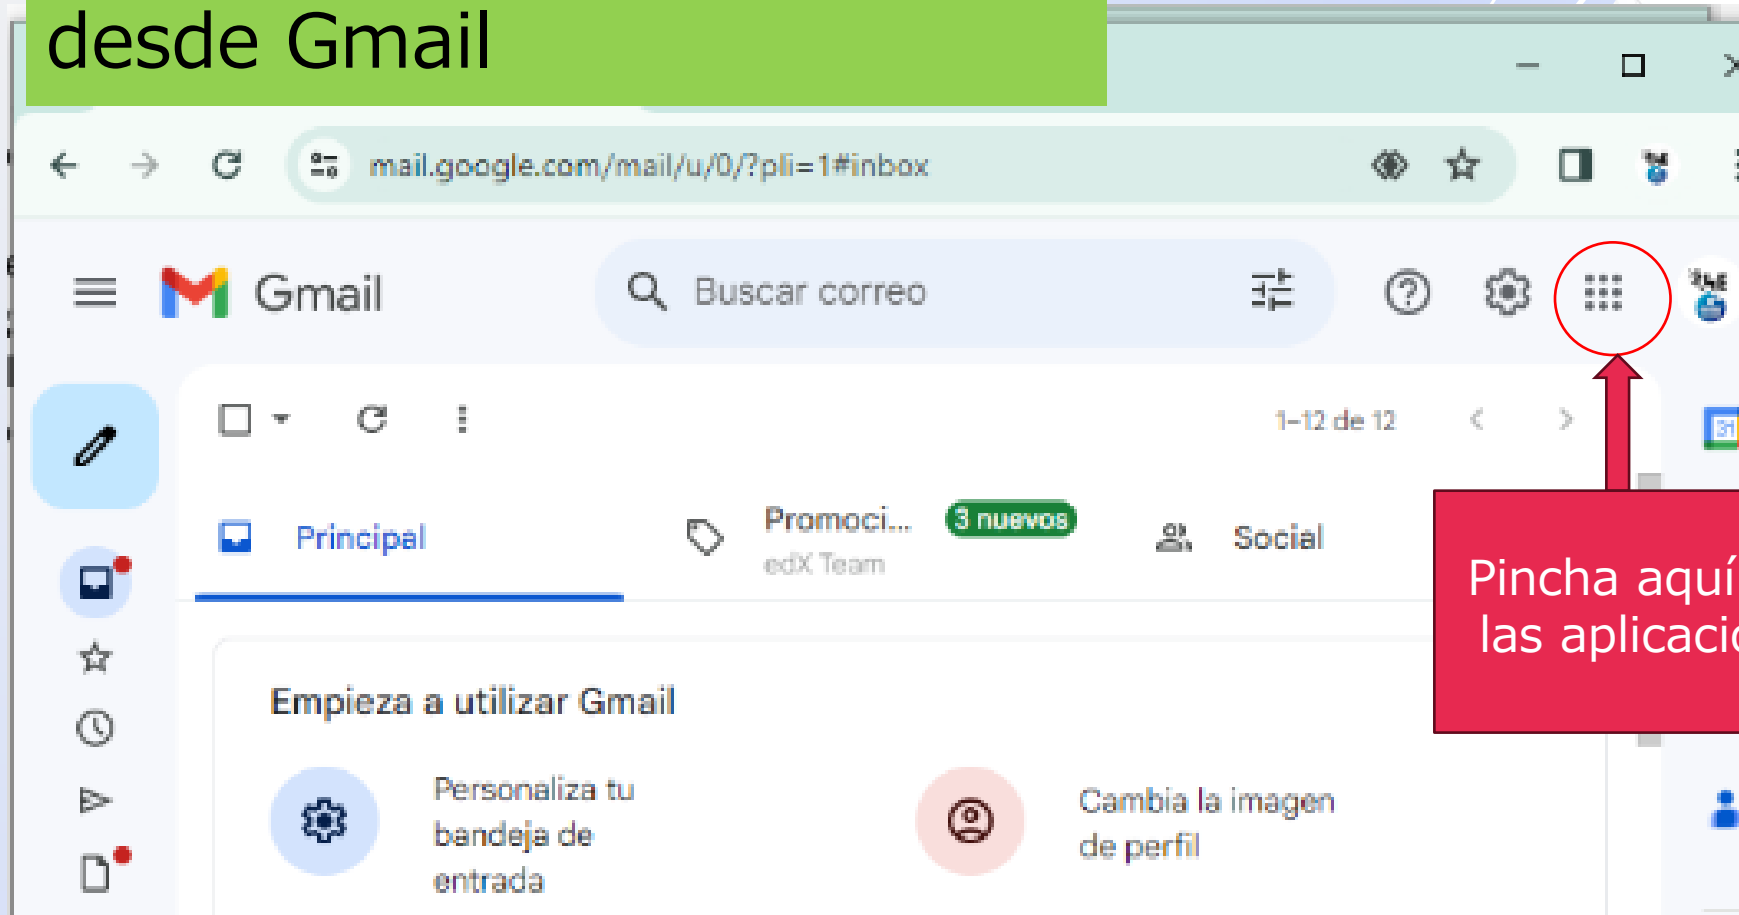 desde Gmail
mail.google.com/mail/u/0/?pli=1#inbox
Gmail
Buscar correo
1-12 de 12
31
Principal
Promoci...
3 nuevos
edX Team
Social
Pincha aquí
las aplicacio
Empieza a utilizar Gmail
Personaliza tu
bandeja de
entrada
Cambia la imagen
de perfil